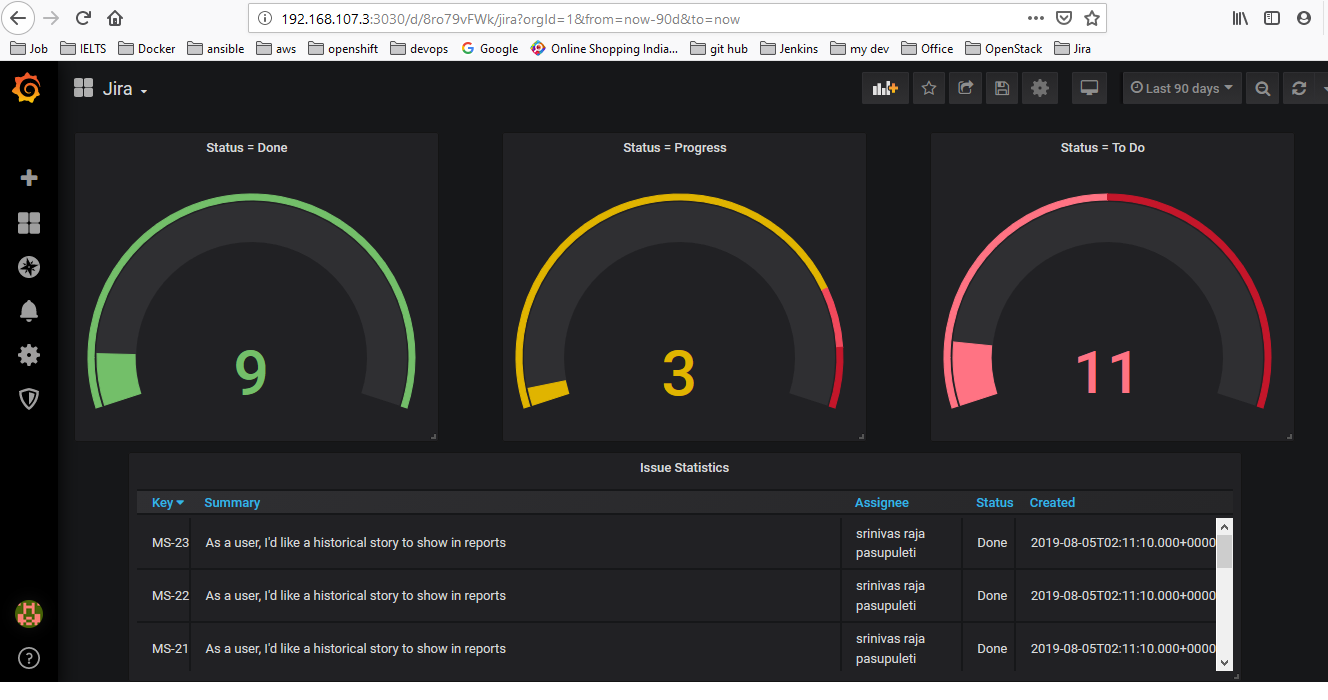 192.168.107.3:3030/d/8ro79vFWk/jira?orgId=1&from=now-90d&to=now
Job IELTS Docker ansible aws openshift devops Google Online Shopping India... git hub Jenkins my dev Office OpenStack Jira
Jira
Last 90 days
Status = Done Status = Progress Status = To Do
9 3 11
Issue Statistics
Key Summary Assignee Status Created
MS-23 As a user, I'd like a historical story to show in reports srinivas raja pasupuleti Done 2019-08-05T02:11:10.000+0000
MS-22 As a user, I'd like a historical story to show in reports srinivas raja pasupuleti Done 2019-08-05T02:11:10.000+0000
MS-21 As a user, I'd like a historical story to show in reports srinivas raja pasupuleti Done 2019-08-05T02:11:10.000+0000